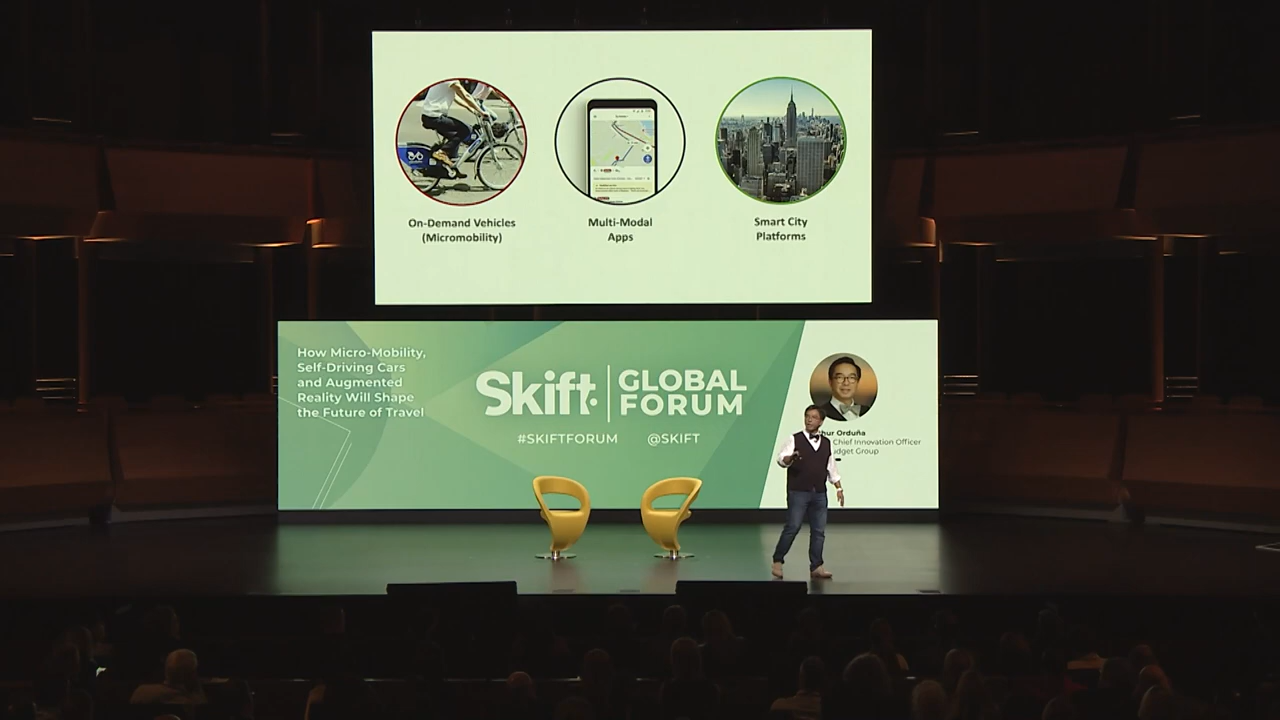 On-Demand Vehicles
(Micromobility)
Multi-Modal
Apps
Smart City
Platforms
How Micro-Mobility,
Self-Driving Cars
and Augmented
Reality Will Shape
the Future of Travel
Skift
GLOBAL
FORUM
#SKIFTFORUM
@SKIFT
Orduña
Chief Innovation Officer
Group